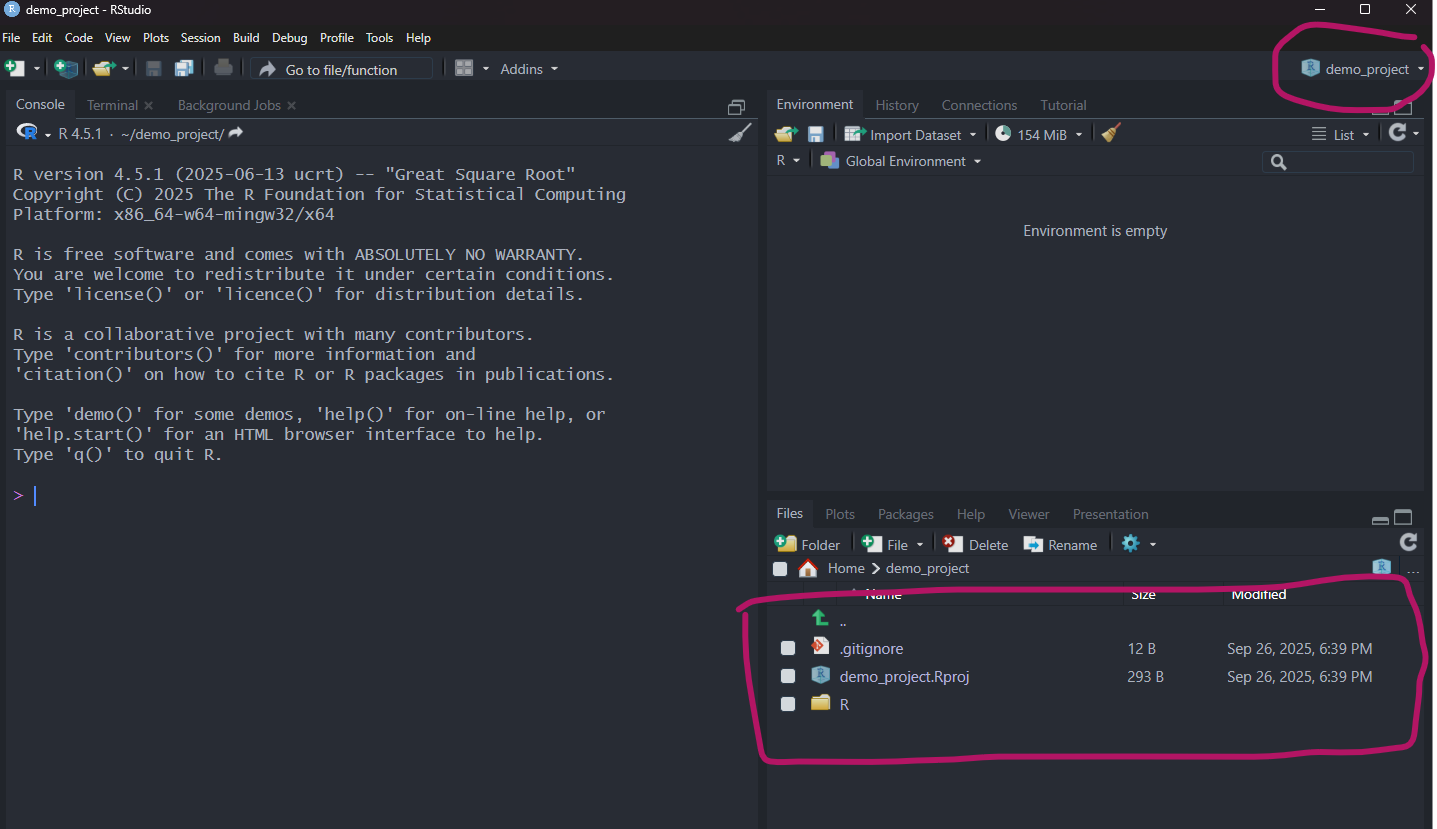 demo_project - RStudio
File Edit Code View Plots Session Build Debug Profile Tools Help
Go to file/function Addins demo_project
Console Terminal Background Jobs
R 4.5.1 · ~/demo_project/
R version 4.5.1 (2025-06-13 ucrt) -- "Great Square Root"
Copyright (C) 2025 The R Foundation for Statistical Computing
Platform: x86_64-w64-mingw32/x64
R is free software and comes with ABSOLUTELY NO WARRANTY.
You are welcome to redistribute it under certain conditions.
Type 'license()' or 'licence()' for distribution details.
R is a collaborative project with many contributors.
Type 'contributors()' for more information and
'citation()' on how to cite R or R packages in publications.
Type 'demo()' for some demos, 'help()' for on-line help, or
'help.start()' for an HTML browser interface to help.
Type 'q()' to quit R.
>
Environment History Connections Tutorial
Import Dataset 154 MiB List
R Global Environment
Environment is empty
Files Plots Packages Help Viewer Presentation
Folder File Delete Rename
Home demo_project ...
Name Size Modified
..
.gitignore 12 B Sep 26, 2025, 6:39 PM
demo_project.Rproj 293 B Sep 26, 2025, 6:39 PM
R